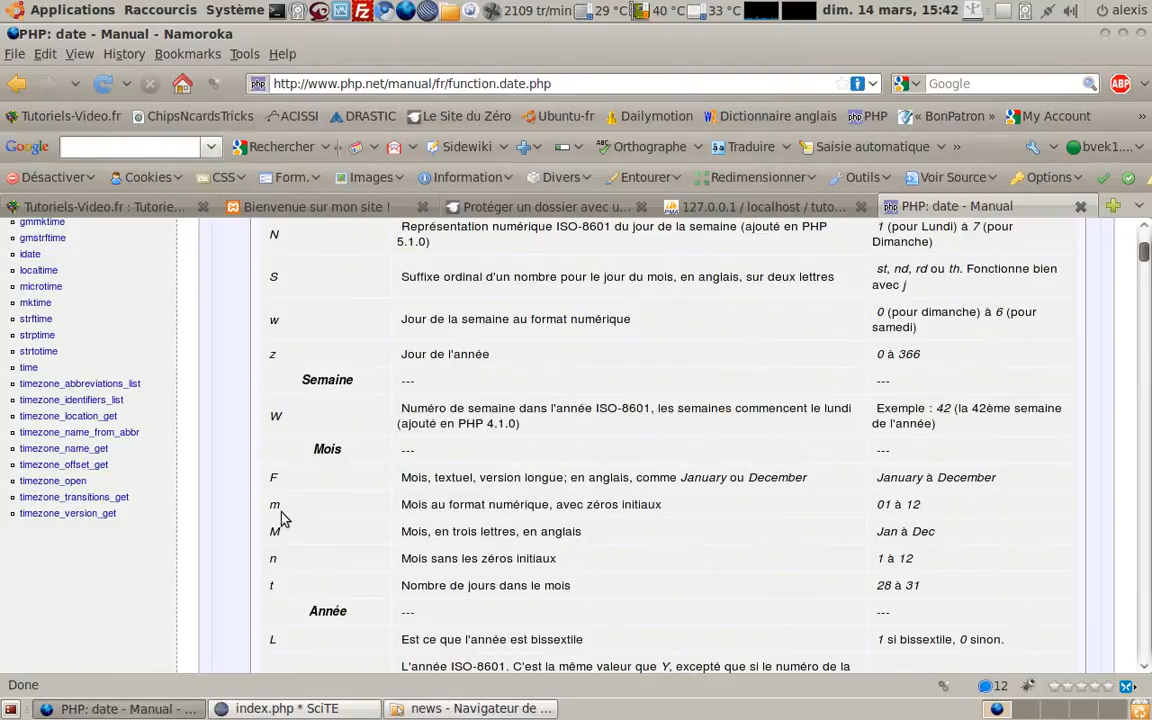 Applications Raccourcis Système 2109 tr/min 29 °C 40 °C 33 °C dim. 14 mars, 15:42 alexis
PHP: date - Manual - Namoroka
File Edit View History Bookmarks Tools Help
php http://www.php.net/manual/fr/function.date.php Google ABP
Tutoriels-Video.fr ChipsNcardsTricks ACISSI DRASTIC Le Site du Zéro Ubuntu-fr Dailymotion Dictionnaire anglais PHP « BonPatron » My Account »
Google Rechercher Sidewiki Orthographe Traduire Saisie automatique » bvek1....
Désactiver Cookies CSS Form. Images Information Divers Entourer Redimensionner Outils Voir Source Options
Tutoriels-Video.fr : Tutorie... Bienvenue sur mon site ! Protéger un dossier avec u... 127.0.0.1 / localhost / tuto... php PHP: date - Manual
gmmktime
gmstrftime
idate
localtime
microtime
mktime
strftime
strptime
strtotime
time
timezone_abbreviations_list
timezone_identifiers_list
timezone_location_get
timezone_name_from_abbr
timezone_name_get
timezone_offset_get
timezone_open
timezone_transitions_get
timezone_version_get
N Représentation numérique ISO-8601 du jour de la semaine (ajouté en PHP 5.1.0) 1 (pour Lundi) à 7 (pour Dimanche)
S Suffixe ordinal d'un nombre pour le jour du mois, en anglais, sur deux lettres st, nd, rd ou th. Fonctionne bien avec j
w Jour de la semaine au format numérique 0 (pour dimanche) à 6 (pour samedi)
z Jour de l'année 0 à 366
Semaine --- ---
W Numéro de semaine dans l'année ISO-8601, les semaines commencent le lundi (ajouté en PHP 4.1.0) Exemple : 42 (la 42ème semaine de l'année)
Mois --- ---
F Mois, textuel, version longue; en anglais, comme January ou December January à December
m Mois au format numérique, avec zéros initiaux 01 à 12
M Mois, en trois lettres, en anglais Jan à Dec
n Mois sans les zéros initiaux 1 à 12
t Nombre de jours dans le mois 28 à 31
Année --- ---
L Est ce que l'année est bissextile 1 si bissextile, 0 sinon.
L'année ISO-8601. C'est la même valeur que Y, excepté que si le numéro de la
Done 12
PHP: date - Manual - ... index.php * SciTE news - Navigateur de ...